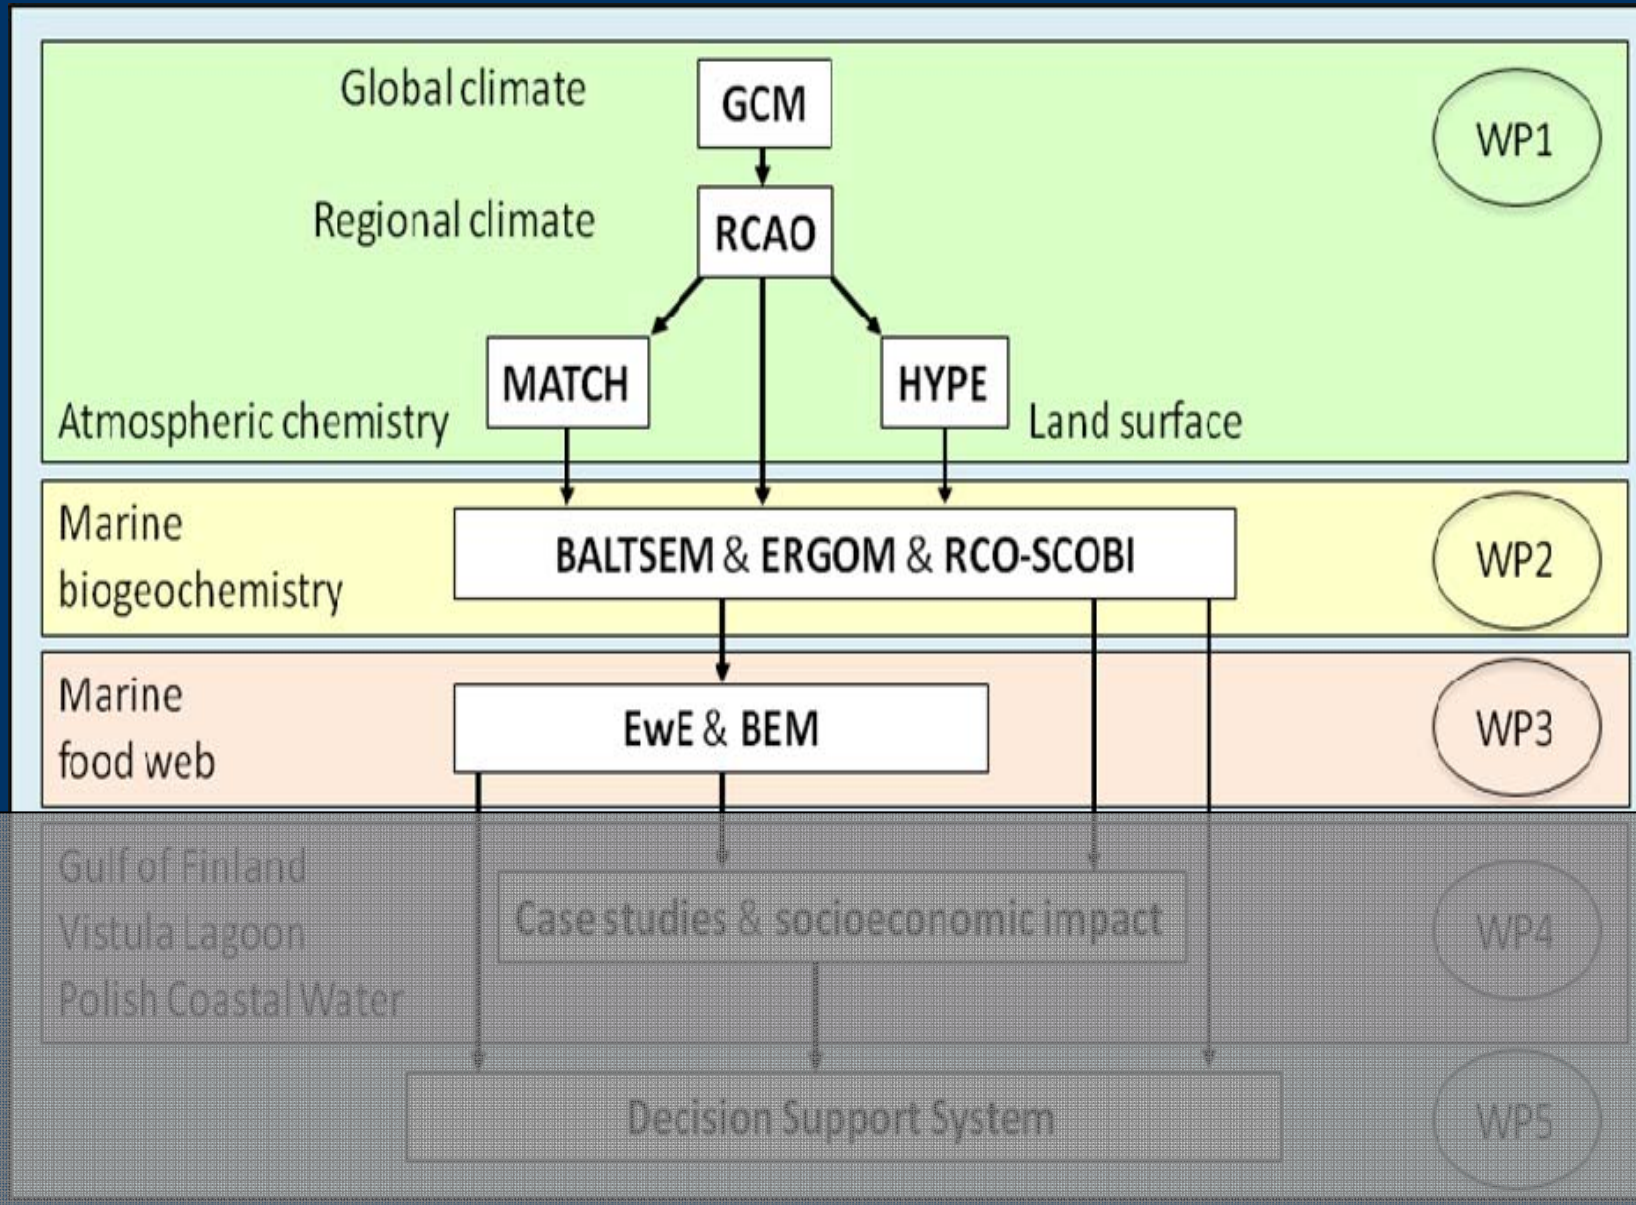 Global climate
GCM
WP1
Regional climate
RCAO
MATCH
HYPE
Atmospheric chemistry
Land surface
Marine
biogeochemistry
BALTSEM & ERGOM & RCO-SCOBI
WP2
Marine
food web
EwE & BEM
WP3
Gulf of Finland
Vistula Lagoon
Polish Coastal Water
Case studies & socioeconomic impact
WP4
Decision Support System
WP5